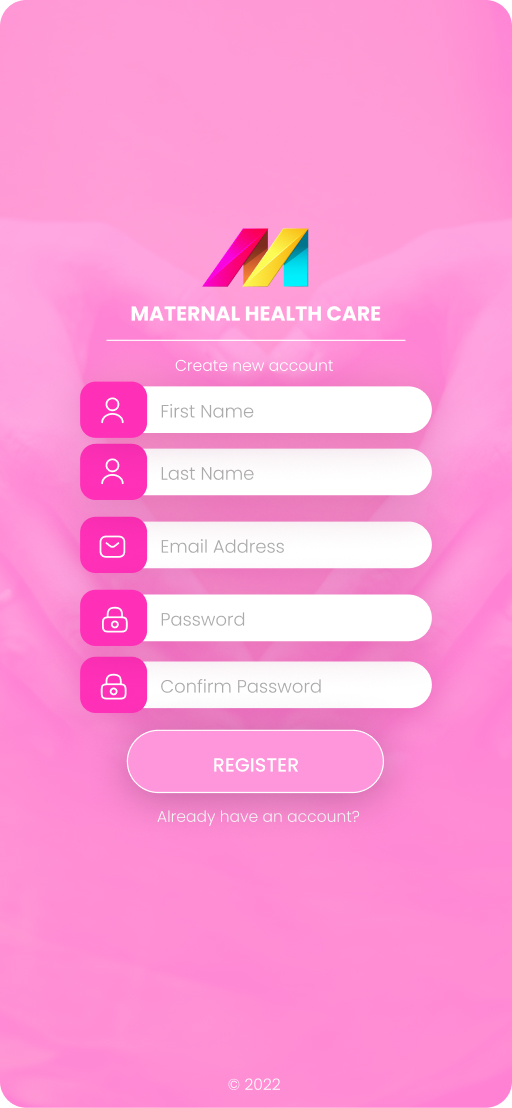 MATERNAL HEALTH CARE
Create new account
First Name
Last Name
Email Address
Password
Confirm Password
REGISTER
Already have an account?
© 2022